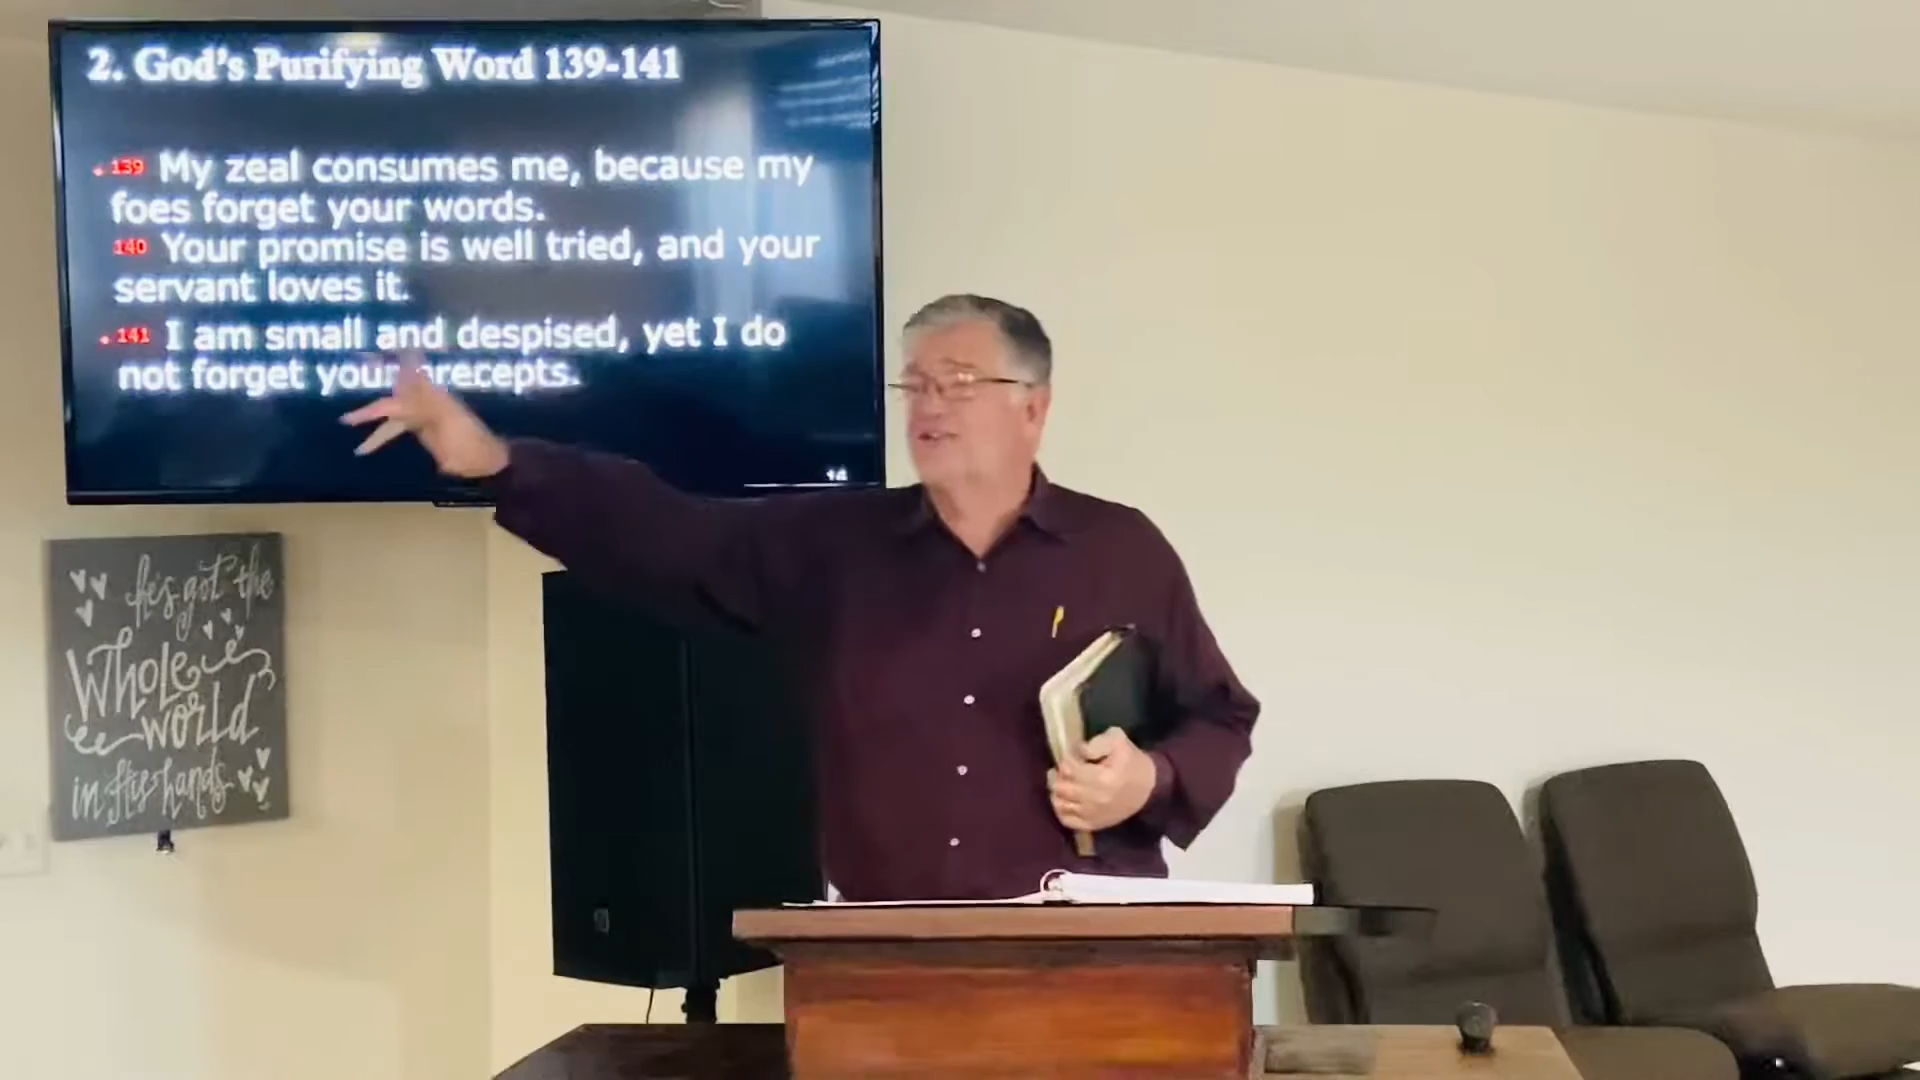 2. God's Purifying Word 139-141
139 My zeal consumes me, because my
foes forget your words.
140 Your promise is well tried, and your
servant loves it.
141 I am small and despised, yet I do
not forget your precepts.
14
he's got the
Whole
world
in His hands